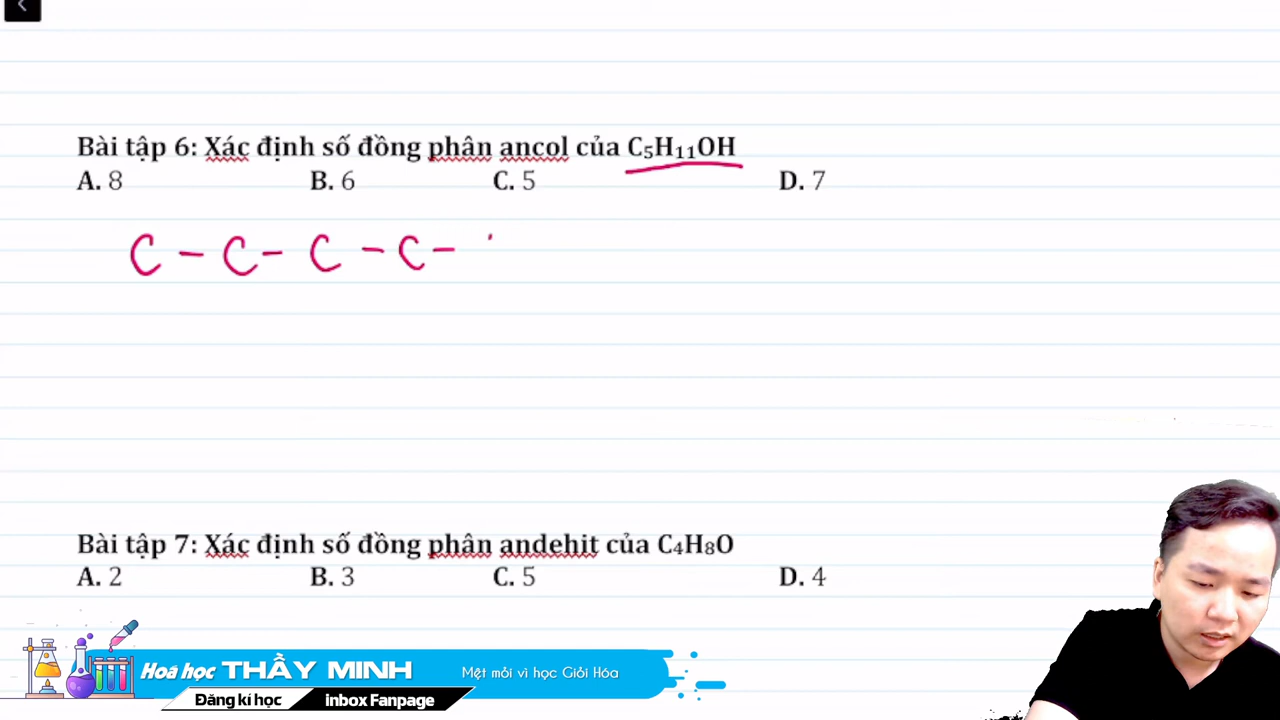 Bài tập 6: Xác định số đồng phân ancol của C₅H₁₁OH
A. 8 B. 6 C. 5 D. 7
C - C - C - C -
Bài tập 7: Xác định số đồng phân andehit của C₄H₈O
A. 2 B. 3 C. 5 D. 4
Hoá học THẦY MINH Mệt mỏi vì học Giỏi Hóa
Đăng kí học inbox Fanpage